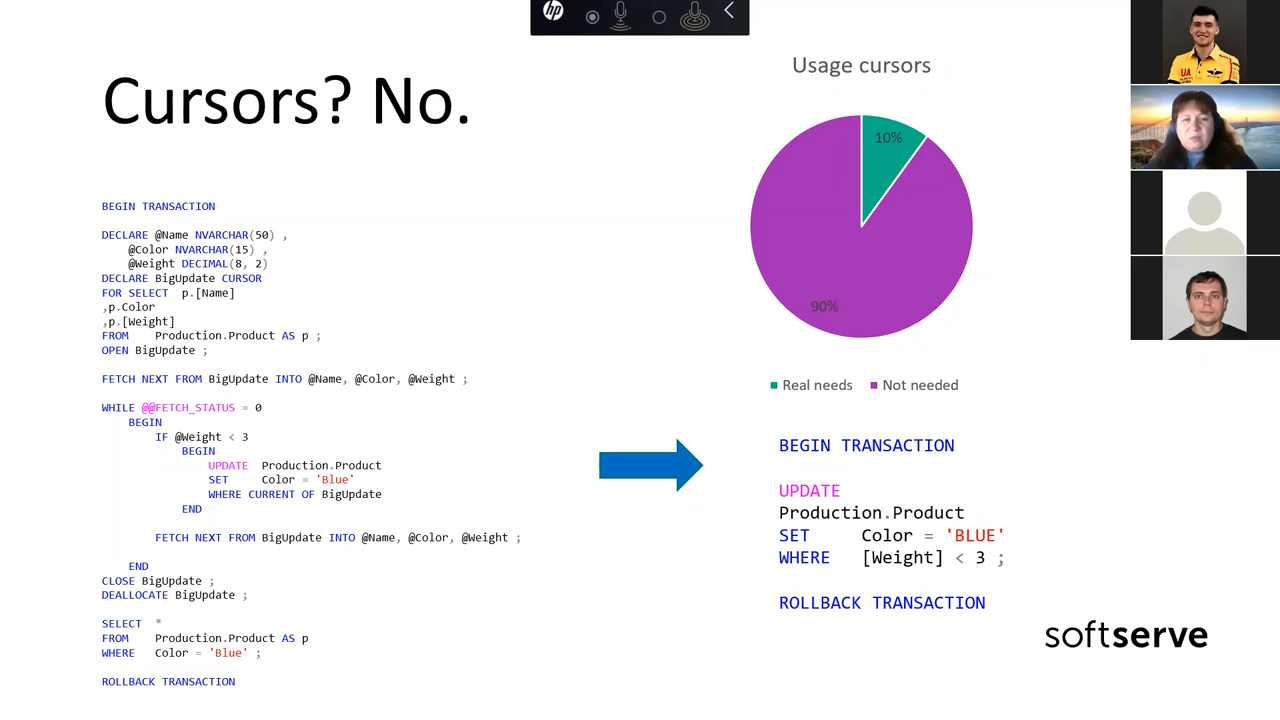 hp
Cursors? No.
BEGIN TRANSACTION
DECLARE @Name NVARCHAR(50) ,
@Color NVARCHAR(15) ,
@Weight DECIMAL(8, 2)
DECLARE BigUpdate CURSOR
FOR SELECT p.[Name]
,p.Color
,p.[Weight]
FROM Production.Product AS p ;
OPEN BigUpdate ;
FETCH NEXT FROM BigUpdate INTO @Name, @Color, @Weight ;
WHILE @@FETCH_STATUS = 0
BEGIN
IF @Weight < 3
BEGIN
UPDATE Production.Product
SET Color = 'Blue'
WHERE CURRENT OF BigUpdate
END
FETCH NEXT FROM BigUpdate INTO @Name, @Color, @Weight ;
END
CLOSE BigUpdate ;
DEALLOCATE BigUpdate ;
SELECT *
FROM Production.Product AS p
WHERE Color = 'Blue' ;
ROLLBACK TRANSACTION
Usage cursors
10%
90%
Real needs
Not needed
BEGIN TRANSACTION
UPDATE
Production.Product
SET Color = 'BLUE'
WHERE [Weight] < 3 ;
ROLLBACK TRANSACTION
softserve
UA